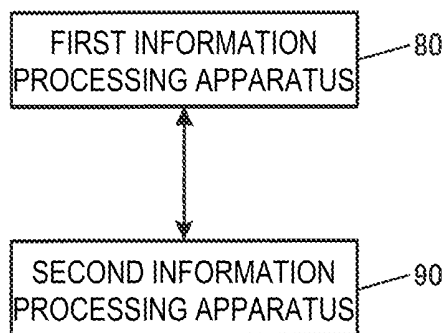 FIRST INFORMATION
PROCESSING APPARATUS
80
SECOND INFORMATION
PROCESSING APPARATUS
90